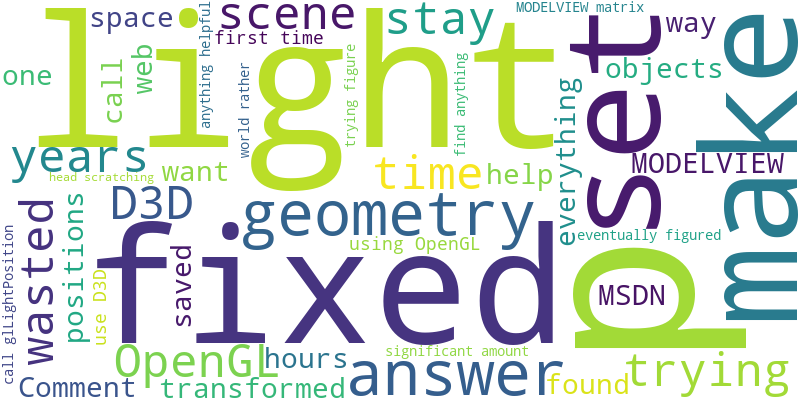 light
fixed
p
set
make
geometry
answer
scene
stay
space
way
one
call
web
years
first time
anything helpful
world rather
trying figure
find anything
MODELVIEW matrix
objects
everything
MODELVIEW
time
help
want
head scratching
D3D
wasted
positions
saved
using OpenGL
eventually figured
MSDN
use D3D
call glLightPosition
OpenGL
hours
significant amount
Comment
transformed
found
trying